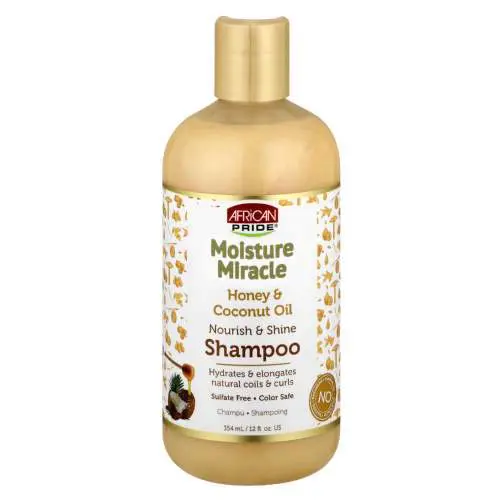 AFRICAN
PRIDE®
Moisture
Miracle
Honey &
Coconut Oil
Nourish & Shine
Shampoo
Hydrates & elongates
natural coils & curls
Sulfate Free • Color Safe
Champú • Shampooing
354 mL / 12 fl. oz. US
NO